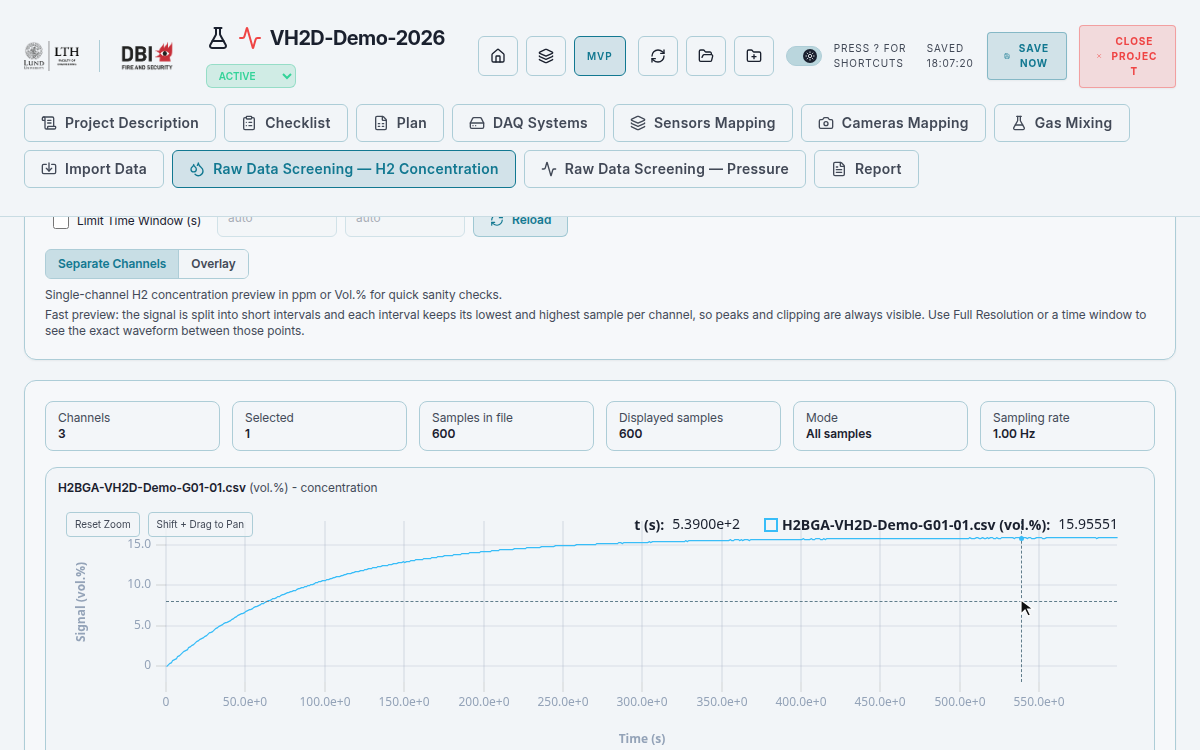 LUND
UNIVERSITY
LTH
FACULTY OF
ENGINEERING
DBI
FIRE AND SECURITY
VH2D-Demo-2026
ACTIVE
MVP
PRESS ? FOR SHORTCUTS
SAVED 18:07:20
SAVE NOW
CLOSE PROJECT
Project Description
Checklist
Plan
DAQ Systems
Sensors Mapping
Cameras Mapping
Gas Mixing
Import Data
Raw Data Screening — H2 Concentration
Raw Data Screening — Pressure
Report
Limit Time Window (s)
auto
auto
Reload
Separate Channels
Overlay
Single-channel H2 concentration preview in ppm or Vol.% for quick sanity checks.
Fast preview: the signal is split into short intervals and each interval keeps its lowest and highest sample per channel, so peaks and clipping are always visible. Use Full Resolution or a time window to
see the exact waveform between those points.
Channels
3
Selected
1
Samples in file
600
Displayed samples
600
Mode
All samples
Sampling rate
1.00 Hz
H2BGA-VH2D-Demo-G01-01.csv (vol.%) - concentration
Reset Zoom
Shift + Drag to Pan
t (s): 5.3900e+2
H2BGA-VH2D-Demo-G01-01.csv (vol.%): 15.95551
15.0
10.0
5.0
0
Signal (vol.%)
0
50.0e+0
100.0e+0
150.0e+0
200.0e+0
250.0e+0
300.0e+0
350.0e+0
400.0e+0
450.0e+0
500.0e+0
550.0e+0
Time (s)